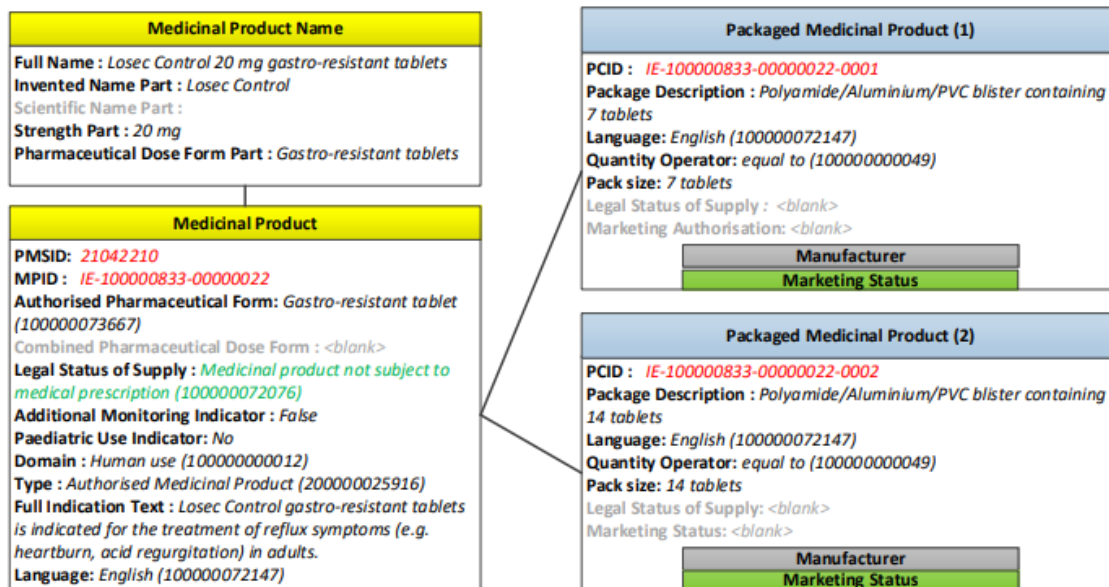 Medicinal Product Name
Full Name : Losec Control 20 mg gastro-resistant tablets
Invented Name Part : Losec Control
Scientific Name Part :
Strength Part : 20 mg
Pharmaceutical Dose Form Part : Gastro-resistant tablets
Medicinal Product
PMSID: 21042210
MPID : IE-100000833-00000022
Authorised Pharmaceutical Form: Gastro-resistant tablet
(100000073667)
Combined Pharmaceutical Dose Form : <blank>
Legal Status of Supply : Medicinal product not subject to
medical prescription (100000072076)
Additional Monitoring Indicator : False
Paediatric Use Indicator: No
Domain : Human use (100000000012)
Type : Authorised Medicinal Product (200000025916)
Full Indication Text : Losec Control gastro-resistant tablets
is indicated for the treatment of reflux symptoms (e.g.
heartburn, acid regurgitation) in adults.
Language: English (100000072147)
Packaged Medicinal Product (1)
PCID : IE-100000833-00000022-0001
Package Description : Polyamide/Aluminium/PVC blister containing
7 tablets
Language: English (100000072147)
Quantity Operator: equal to (100000000049)
Pack size: 7 tablets
Legal Status of Supply : <blank>
Marketing Authorisation: <blank>
Manufacturer
Marketing Status
Packaged Medicinal Product (2)
PCID : IE-100000833-00000022-0002
Package Description : Polyamide/Aluminium/PVC blister containing
14 tablets
Language: English (100000072147)
Quantity Operator: equal to (100000000049)
Pack size: 14 tablets
Legal Status of Supply: <blank>
Marketing Status: <blank>
Manufacturer
Marketing Status